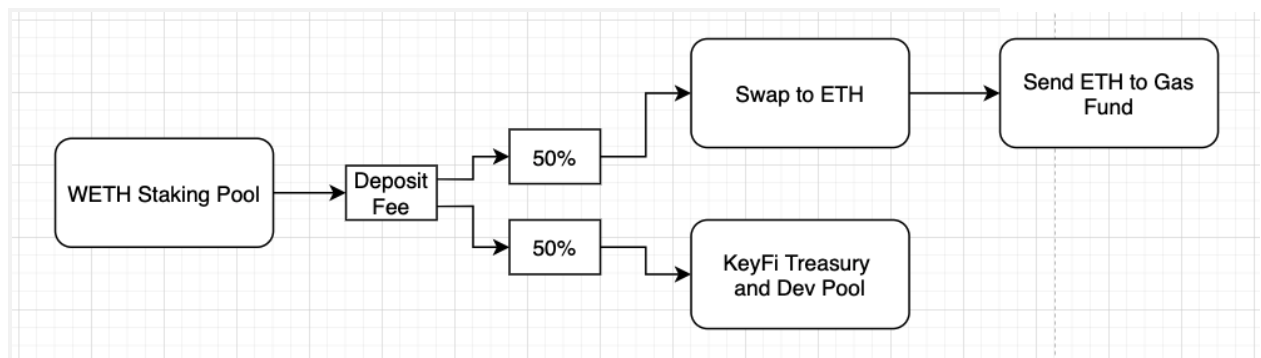 WETH Staking Pool
Deposit
Fee
50%
50%
Swap to ETH
Send ETH to Gas
Fund
KeyFi Treasury
and Dev Pool